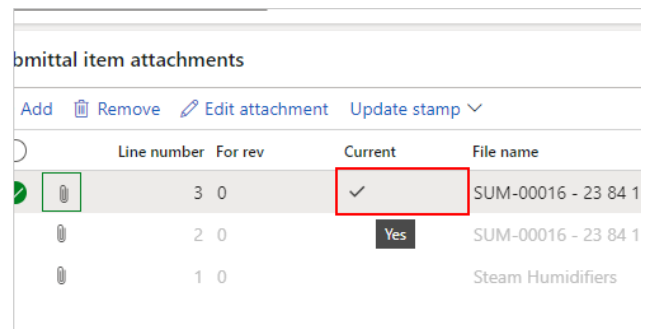 bmittal item attachments
Add Remove Edit attachment Update stamp
Line number For rev Current File name
3 0 SUM-00016 - 23 84 1
Yes
2 0 SUM-00016 - 23 84 1
1 0 Steam Humidifiers